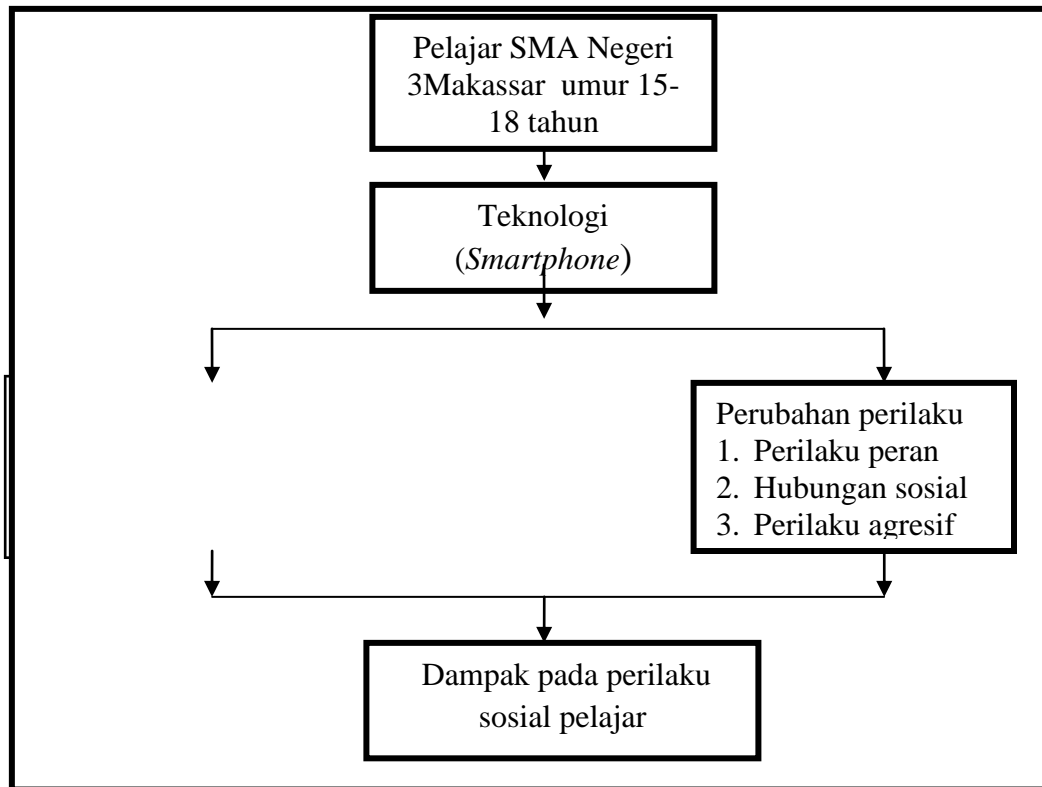 Pelajar SMA Negeri
3Makassar umur 15-
18 tahun
Teknologi
(Smartphone)
Perubahan perilaku
1. Perilaku peran
2. Hubungan sosial
3. Perilaku agresif
Dampak pada perilaku
sosial pelajar